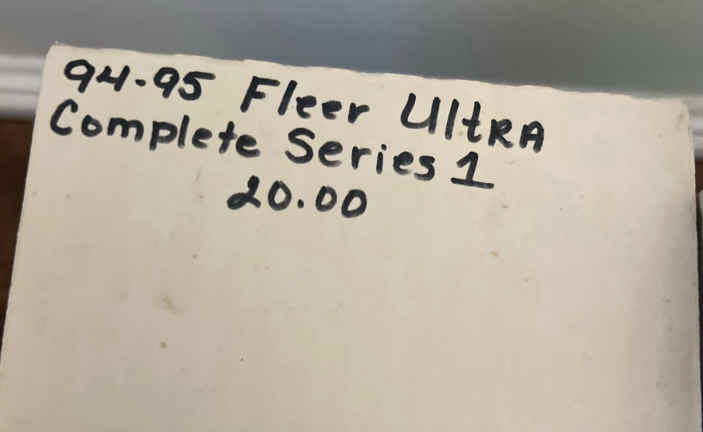 94-95 Fleer Ultra
Complete Series 1
20.00